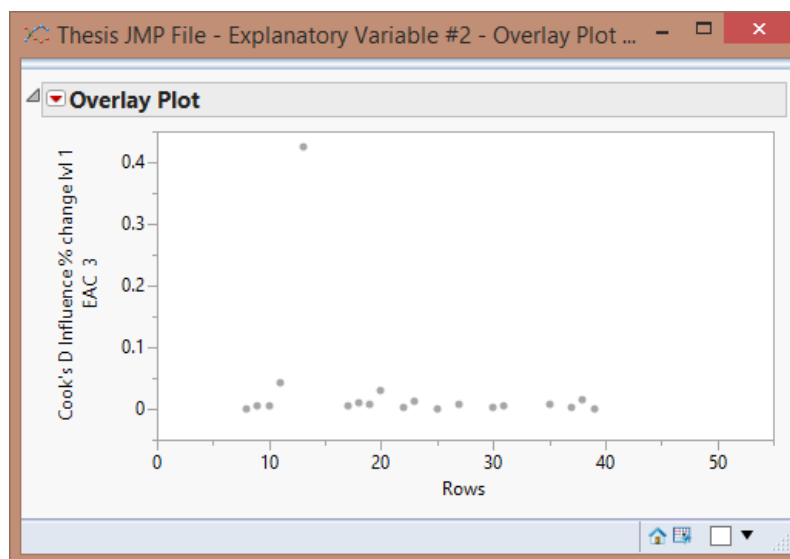 Thesis JMP File - Explanatory Variable #2 - Overlay Plot ...
Overlay Plot
Cook's D Influence % change lvl 1
EAC 3
0.4
0.3
0.2
0.1
0
0 10 20 30 40 50
Rows